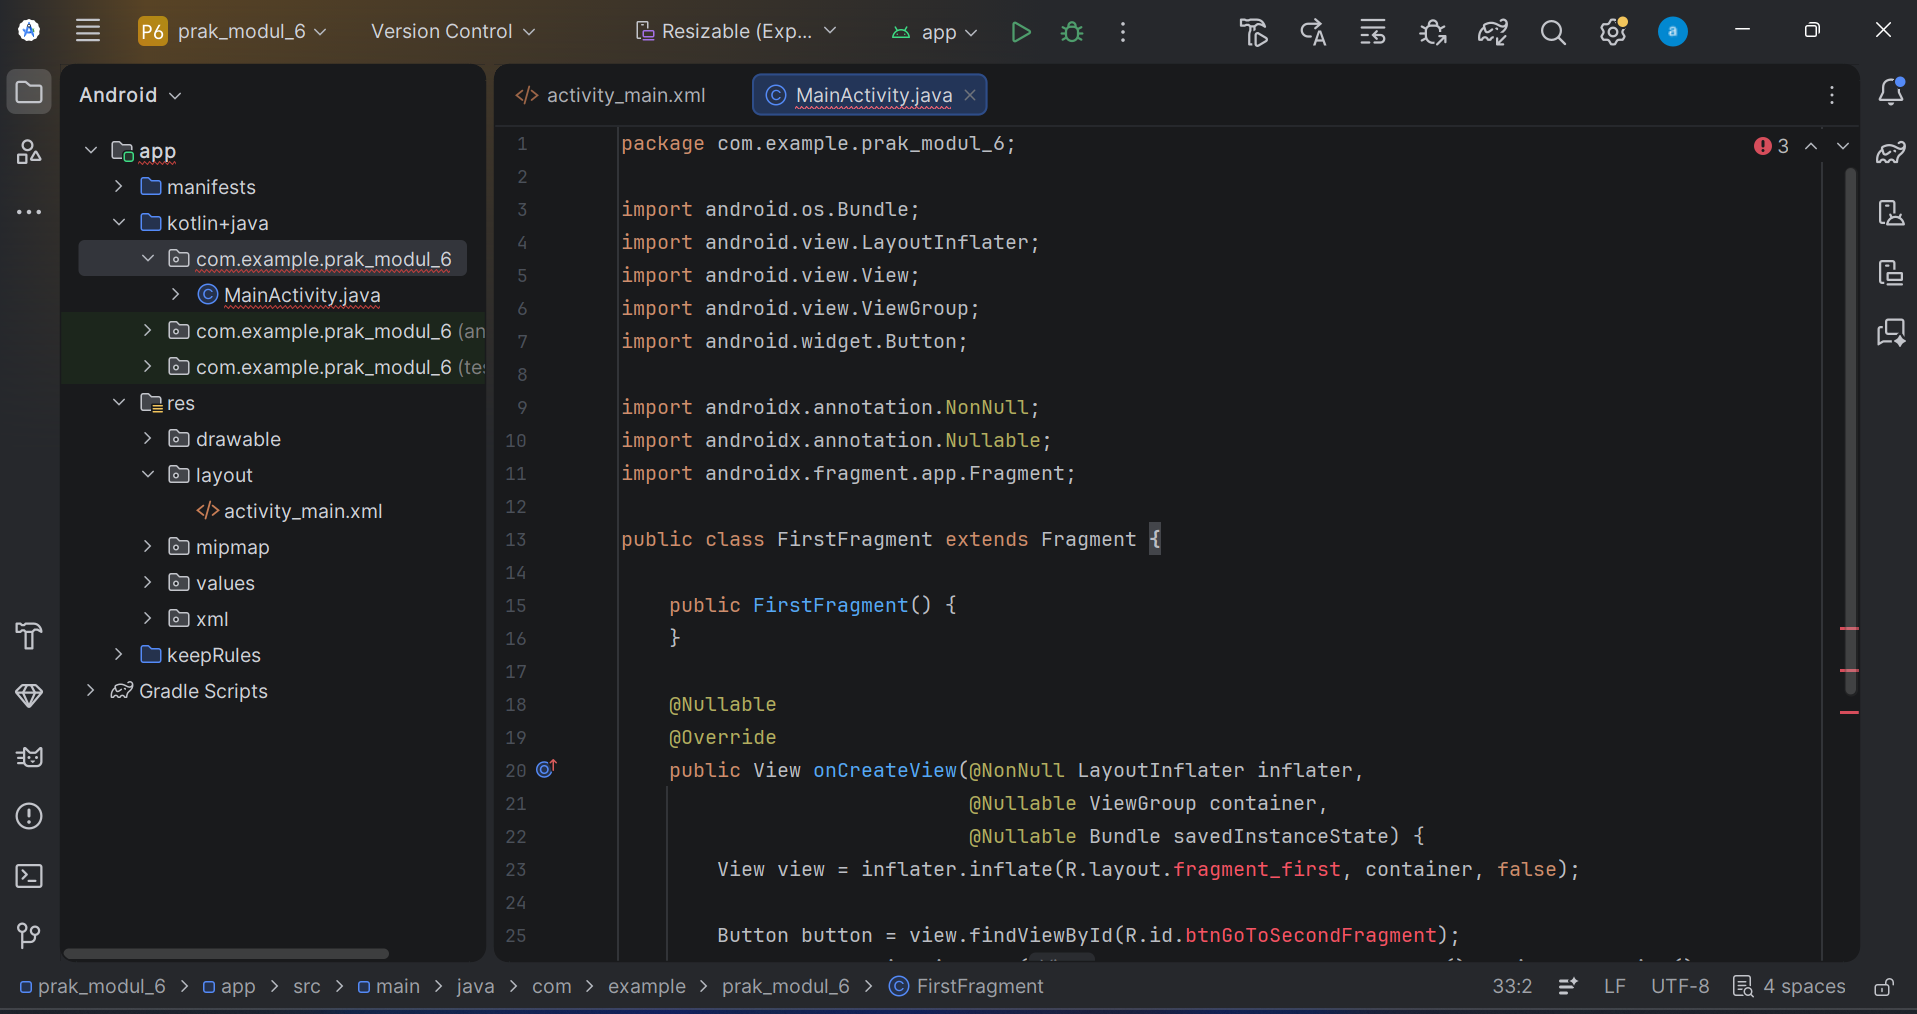 P6 prak_modul_6 Version Control Resizable (Exp... app a
Android
app
manifests
kotlin+java
com.example.prak_modul_6
MainActivity.java
com.example.prak_modul_6 (an
com.example.prak_modul_6 (te
res
drawable
layout
activity_main.xml
mipmap
values
xml
keepRules
Gradle Scripts
activity_main.xml MainActivity.java
3
1 package com.example.prak_modul_6;
2
3 import android.os.Bundle;
4 import android.view.LayoutInflater;
5 import android.view.View;
6 import android.view.ViewGroup;
7 import android.widget.Button;
8
9 import androidx.annotation.NonNull;
10 import androidx.annotation.Nullable;
11 import androidx.fragment.app.Fragment;
12
13 public class FirstFragment extends Fragment {
14
15 public FirstFragment() {
16 }
17
18 @Nullable
19 @Override
20 public View onCreateView(@NonNull LayoutInflater inflater,
21 @Nullable ViewGroup container,
22 @Nullable Bundle savedInstanceState) {
23 View view = inflater.inflate(R.layout.fragment_first, container, false);
24
25 Button button = view.findViewById(R.id.btnGoToSecondFragment);
prak_modul_6 > app > src > main > java > com > example > prak_modul_6 > FirstFragment 33:2 LF UTF-8 4 spaces